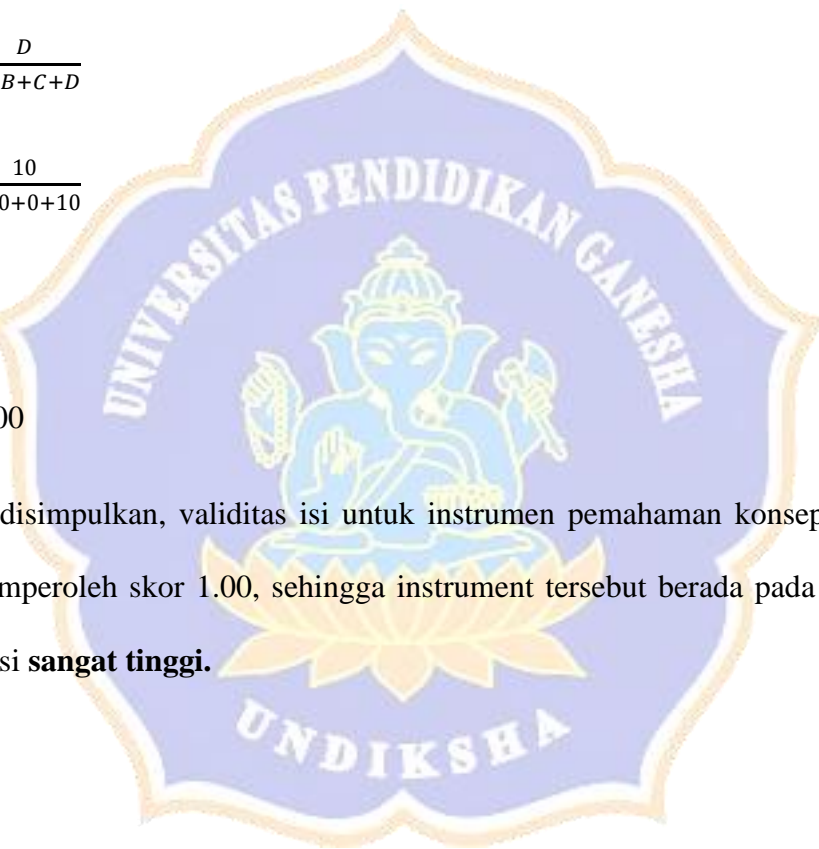 D
B+C+D
10
0+0+10
UNIVERSITAS PENDIDIKAN GANESHA
00
disimpulkan, validitas isi untuk instrumen pemahaman konsep
mperoleh skor 1.00, sehingga instrument tersebut berada pada
si sangat tinggi.
UNDIKSHA